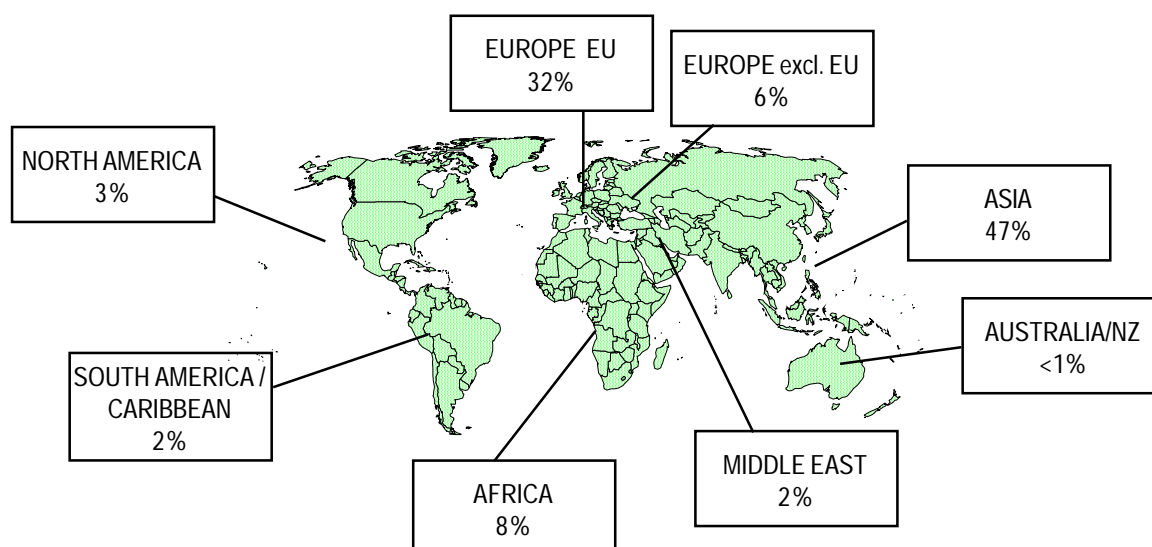 EUROPE EU
32%
EUROPE excl. EU
6%
NORTH AMERICA
3%
ASIA
47%
AUSTRALIA/NZ
<1%
SOUTH AMERICA /
CARIBBEAN
2%
MIDDLE EAST
2%
AFRICA
8%